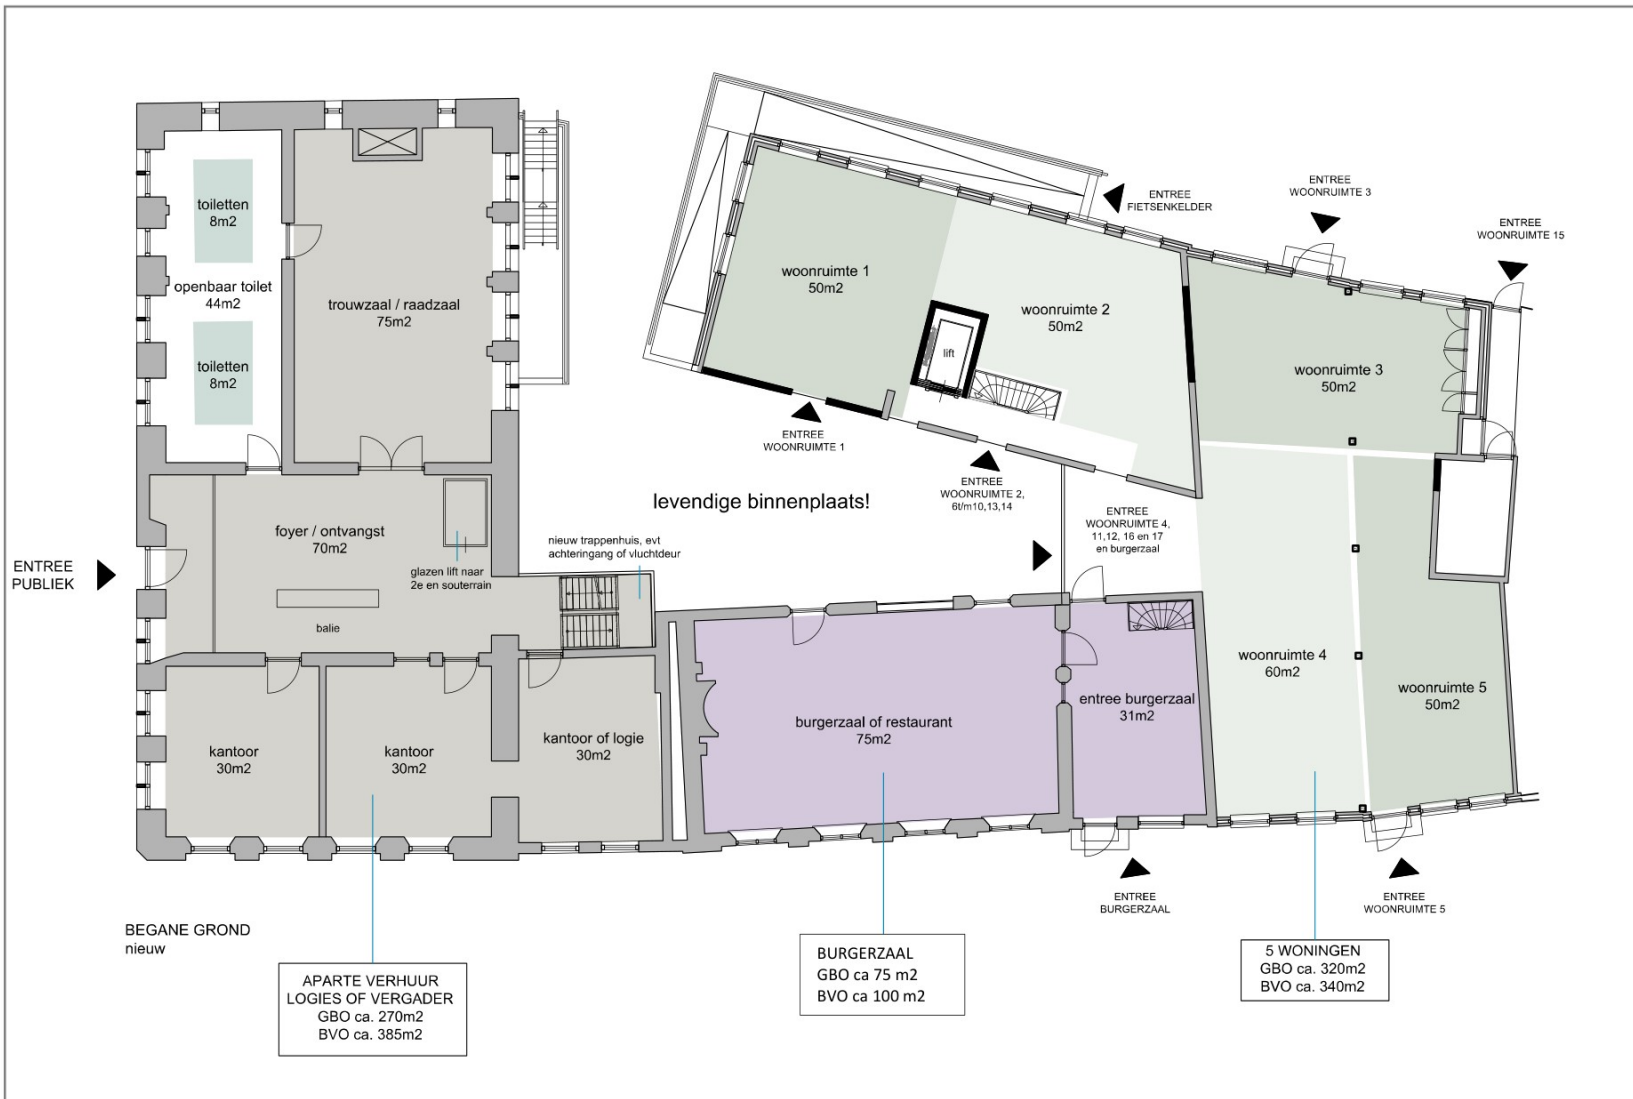 ENTREE
WOONRUIMTE 3
ENTREE
FIETSENKELDER
ENTREE
WOONRUIMTE 15
toiletten
8m2
openbaar toilet
44m2
toiletten
8m2
trouwzaal / raadzaal
75m2
woonruimte 1
50m2
woonruimte 2
50m2
lift
woonruimte 3
50m2
ENTREE
WOONRUIMTE 1
ENTREE
WOONRUIMTE 2,
6t/m10,13,14
levendige binnenplaats!
ENTREE
WOONRUIMTE 4,
11,12, 16 en 17
en burgerzaal
ENTREE
PUBLIEK
foyer / ontvangst
70m2
glazen lift naar
2e en souterrain
nieuw trappenhuis, evt
achteringang of vluchtdeur
balie
kantoor
30m2
kantoor
30m2
kantoor of logie
30m2
burgerzaal of restaurant
75m2
entree burgerzaal
31m2
woonruimte 4
60m2
woonruimte 5
50m2
ENTREE
BURGERZAAL
ENTREE
WOONRUIMTE 5
BEGANE GROND
nieuw
APARTE VERHUUR
LOGIES OF VERGADER
GBO ca. 270m2
BVO ca. 385m2
BURGERZAAL
GBO ca 75 m2
BVO ca 100 m2
5 WONINGEN
GBO ca. 320m2
BVO ca. 340m2